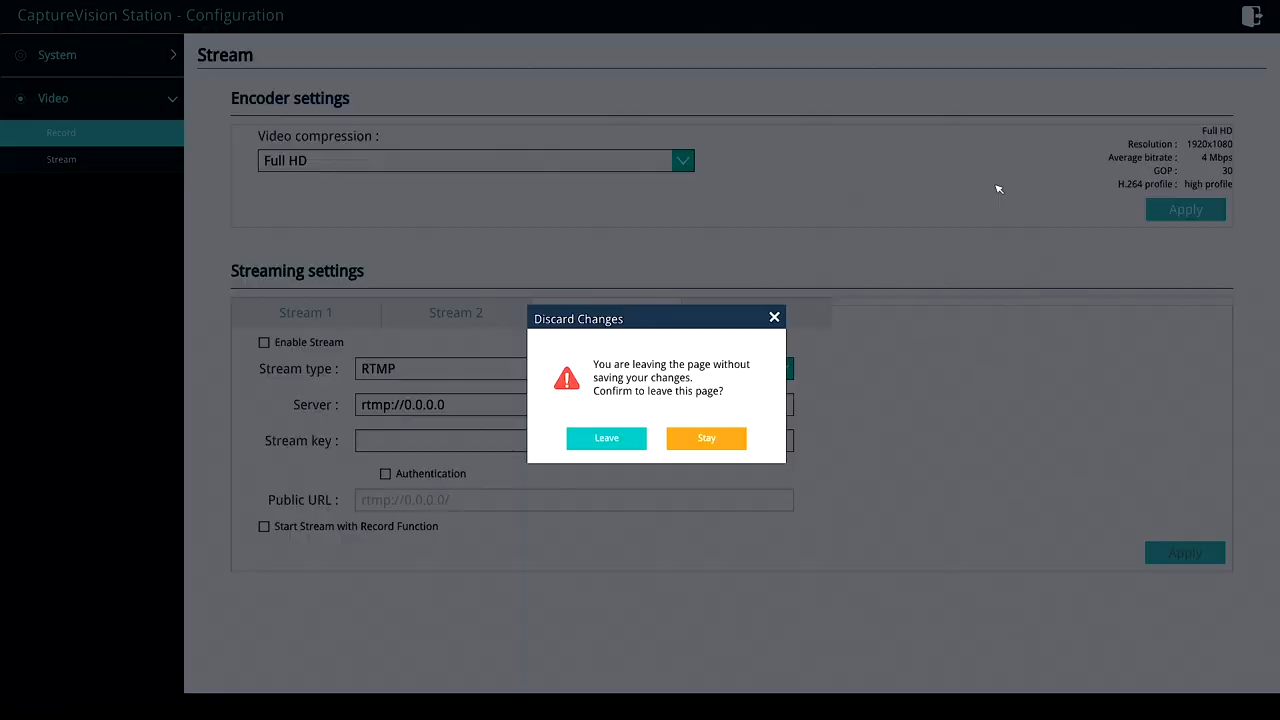 CaptureVision Station - Configuration
System
Video
Record
Stream
Stream
Encoder settings
Video compression :
Full HD
Full HD
Resolution : 1920x1080
Average bitrate : 4 Mbps
GOP : 30
H.264 profile : high profile
Apply
Streaming settings
Stream 1
Stream 2
Enable Stream
Stream type : RTMP
Server : rtmp://0.0.0.0
Stream key :
Authentication
Public URL : rtmp://0.0.0.0/
Start Stream with Record Function
Apply
Discard Changes
You are leaving the page without
saving your changes.
Confirm to leave this page?
Leave
Stay